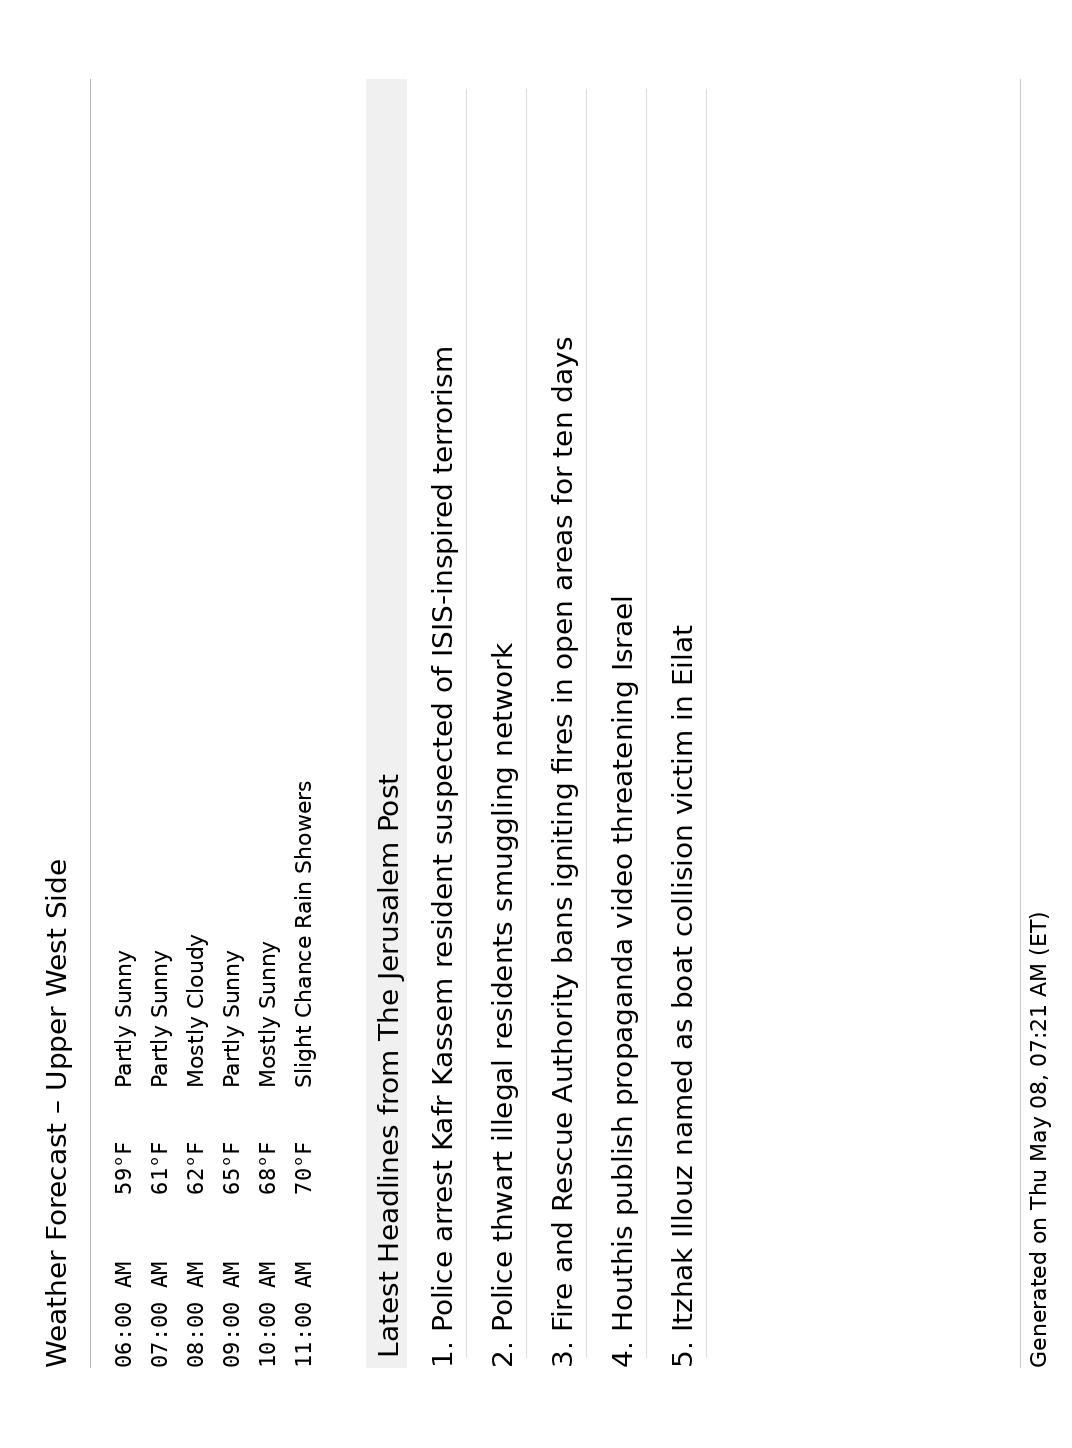 Weather Forecast – Upper West Side
06:00 AM 59°F Partly Sunny
07:00 AM 61°F Partly Sunny
08:00 AM 62°F Mostly Cloudy
09:00 AM 65°F Partly Sunny
10:00 AM 68°F Mostly Sunny
11:00 AM 70°F Slight Chance Rain Showers
Latest Headlines from The Jerusalem Post
1. Police arrest Kafr Kassem resident suspected of ISIS-inspired terrorism
2. Police thwart illegal residents smuggling network
3. Fire and Rescue Authority bans igniting fires in open areas for ten days
4. Houthis publish propaganda video threatening Israel
5. Itzhak Illouz named as boat collision victim in Eilat
Generated on Thu May 08, 07:21 AM (ET)